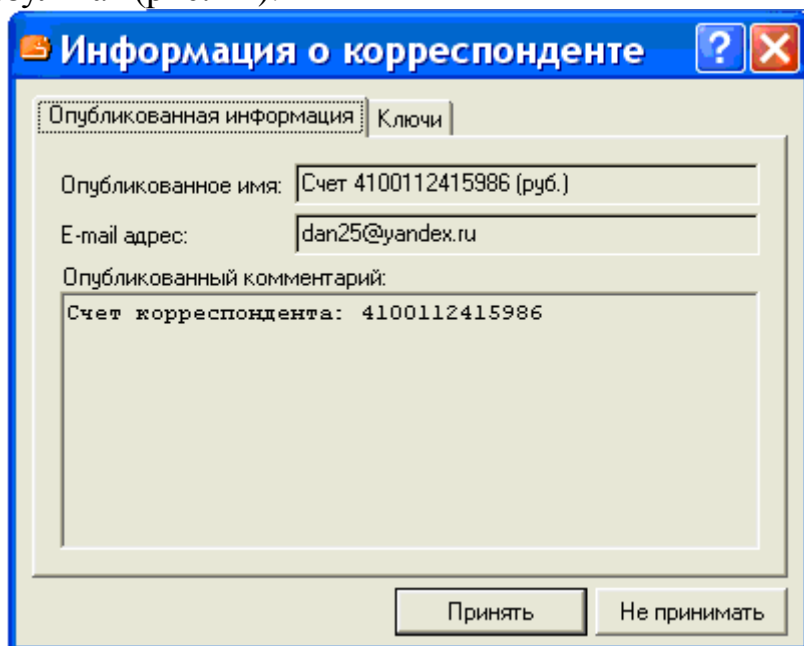 Информация о корреспонденте
Опубликованная информация Ключи
Опубликованное имя: Счет 4100112415986 (руб.)
E-mail адрес: dan25@yandex.ru
Опубликованный комментарий:
Счет корреспондента: 4100112415986
Принять Не принимать